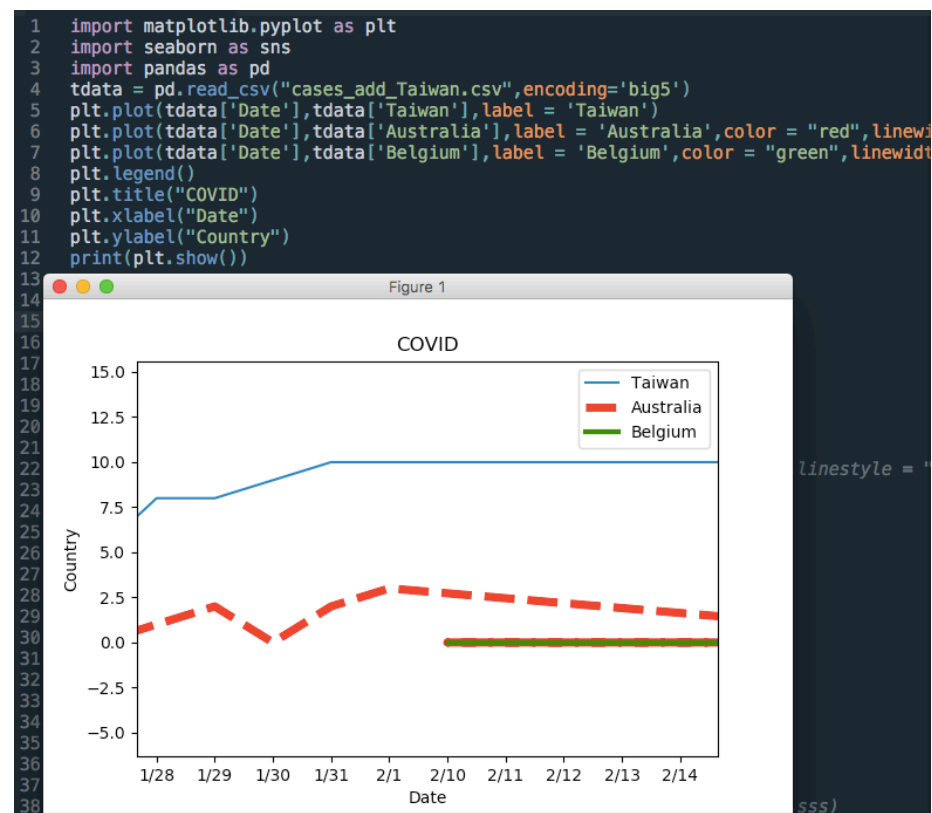 1 import matplotlib.pyplot as plt
2 import seaborn as sns
3 import pandas as pd
4 tdata = pd.read_csv("cases_add_Taiwan.csv",encoding='big5')
5 plt.plot(tdata['Date'],tdata['Taiwan'],label = 'Taiwan')
6 plt.plot(tdata['Date'],tdata['Australia'],label = 'Australia',color = "red",linewi
7 plt.plot(tdata['Date'],tdata['Belgium'],label = 'Belgium',color = "green",linewidt
8 plt.legend()
9 plt.title("COVID")
10 plt.xlabel("Date")
11 plt.ylabel("Country")
12 print(plt.show())
13
Figure 1
14
15
16
COVID
17
15.0
18
Taiwan
19
Australia
20
12.5
Belgium
21
22
10.0
linestyle = "
23
24
7.5
25
26
5.0
27
Country
28
2.5
29
30
0.0
31
32
−2.5
33
34
−5.0
35
36
1/28 1/29 1/30 1/31 2/1 2/10 2/11 2/12 2/13 2/14
37
Date
38
sss)